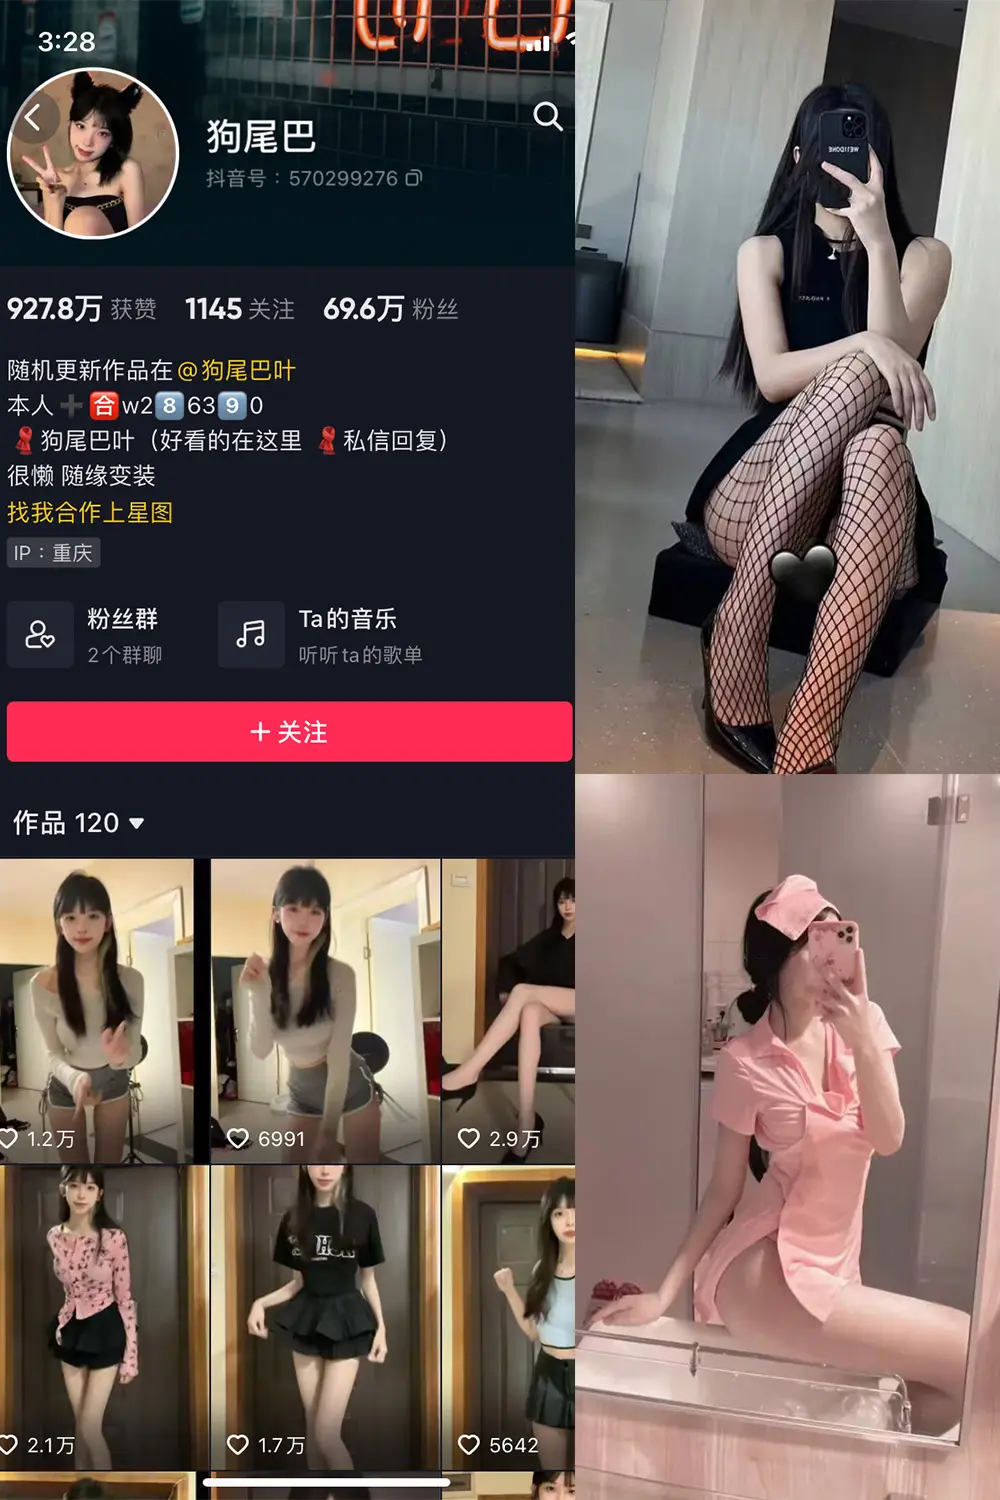 3:28
狗尾巴
抖音号：570299276
927.8万 获赞 1145 关注 69.6万 粉丝
随机更新作品在 @狗尾巴叶
本人➕🈴w28️⃣639️⃣0
🧣狗尾巴叶（好看的在这里 🧣私信回复）
很懒 随缘变装
找我合作上星图
IP：重庆
粉丝群
2个群聊
Ta的音乐
听听ta的歌单
＋关注
作品 120
1.2万
6991
2.9万
2.1万
1.7万
5642